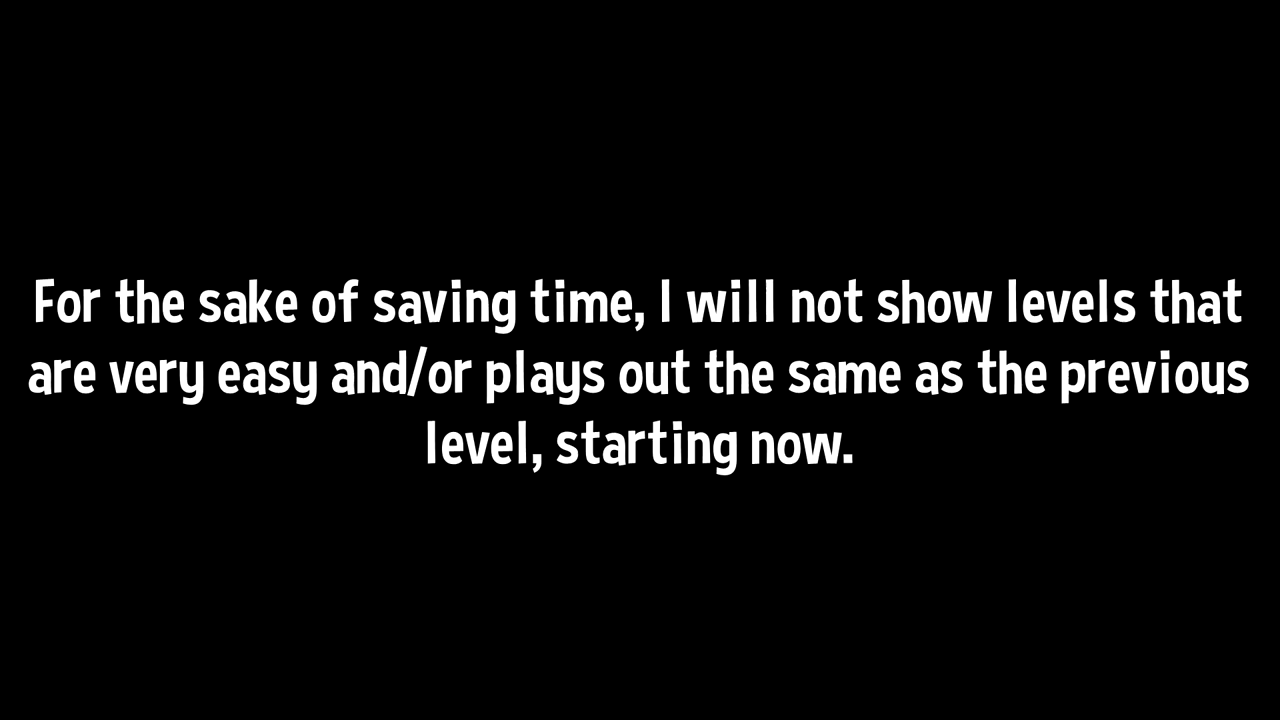 For the sake of saving time, I will not show levels that
are very easy and/or plays out the same as the previous
level, starting now.